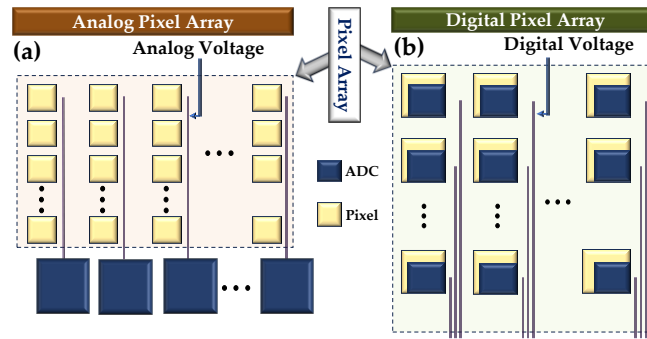 Analog Pixel Array
Digital Pixel Array
(a)
Analog Voltage
Pixel Array
(b)
Digital Voltage
ADC
Pixel